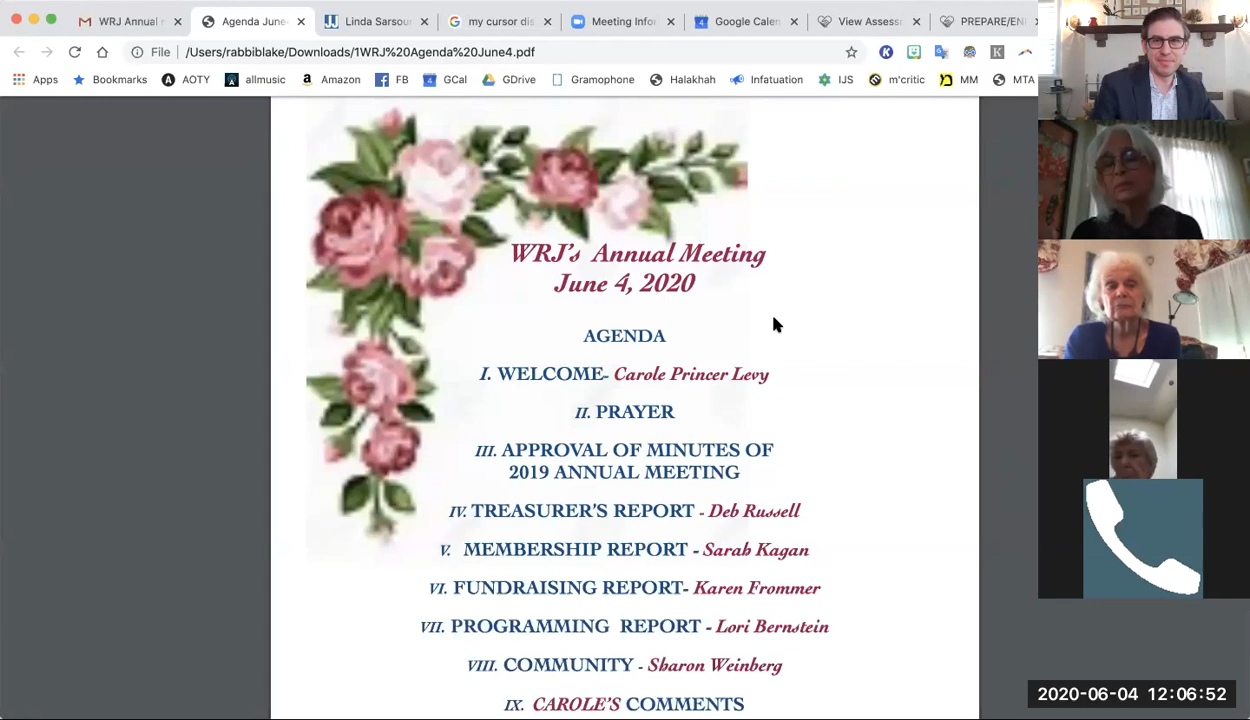 WRJ Annual r
Agenda June-
Linda Sarsou
my cursor dis
Meeting Infor
Google Calen
View Assess
PREPARE/EN
File
/Users/rabbiblake/Downloads/1WRJ%20Agenda%20June4.pdf
Apps
Bookmarks
AOTY
allmusic
Amazon
FB
GCal
GDrive
Gramophone
Halakhah
Infatuation
IJS
m'critic
MM
MTA
WRJ's Annual Meeting
June 4, 2020
AGENDA
I. WELCOME- Carole Princer Levy
II. PRAYER
III. APPROVAL OF MINUTES OF
2019 ANNUAL MEETING
IV. TREASURER'S REPORT - Deb Russell
V. MEMBERSHIP REPORT - Sarah Kagan
VI. FUNDRAISING REPORT- Karen Frommer
VII. PROGRAMMING REPORT - Lori Bernstein
VIII. COMMUNITY - Sharon Weinberg
IX. CAROLE'S COMMENTS
2020-06-04 12:06:52